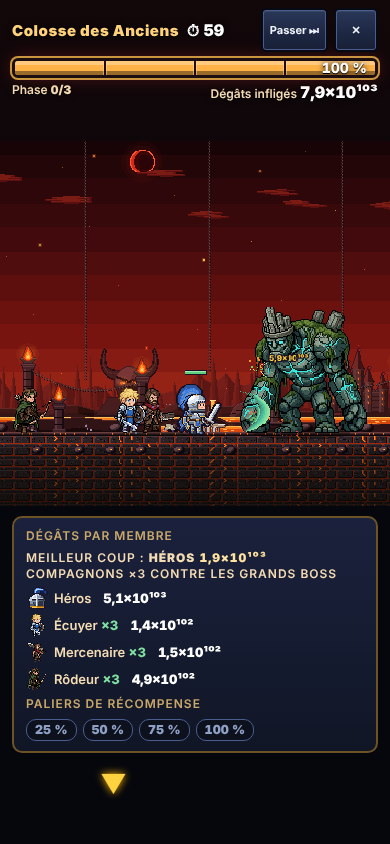 Colosse des Anciens ⏱ 59
Passer ⏭
✕
100 %
Phase 0/3
Dégâts infligés 7,9×10¹⁰³
DÉGÂTS PAR MEMBRE
MEILLEUR COUP : HÉROS 1,9×10¹⁰³
COMPAGNONS ×3 CONTRE LES GRANDS BOSS
Héros 5,1×10¹⁰³
Écuyer ×3 1,4×10¹⁰²
Mercenaire ×3 1,5×10¹⁰²
Rôdeur ×3 4,9×10¹⁰²
PALIERS DE RÉCOMPENSE
25 %
50 %
75 %
100 %